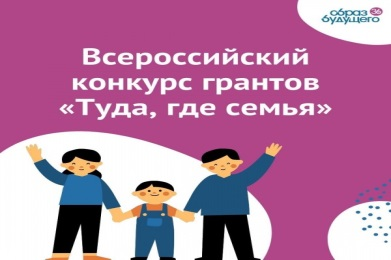 образ 36
будущего
Всероссийский
конкурс грантов
«Туда, где семья»